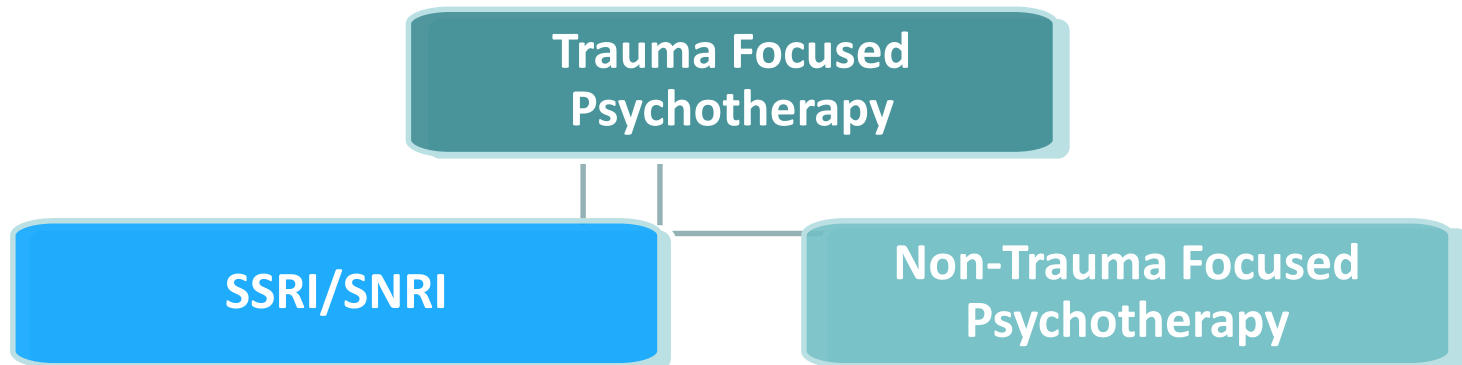 Trauma Focused
Psychotherapy
SSRI/SNRI
Non-Trauma Focused
Psychotherapy